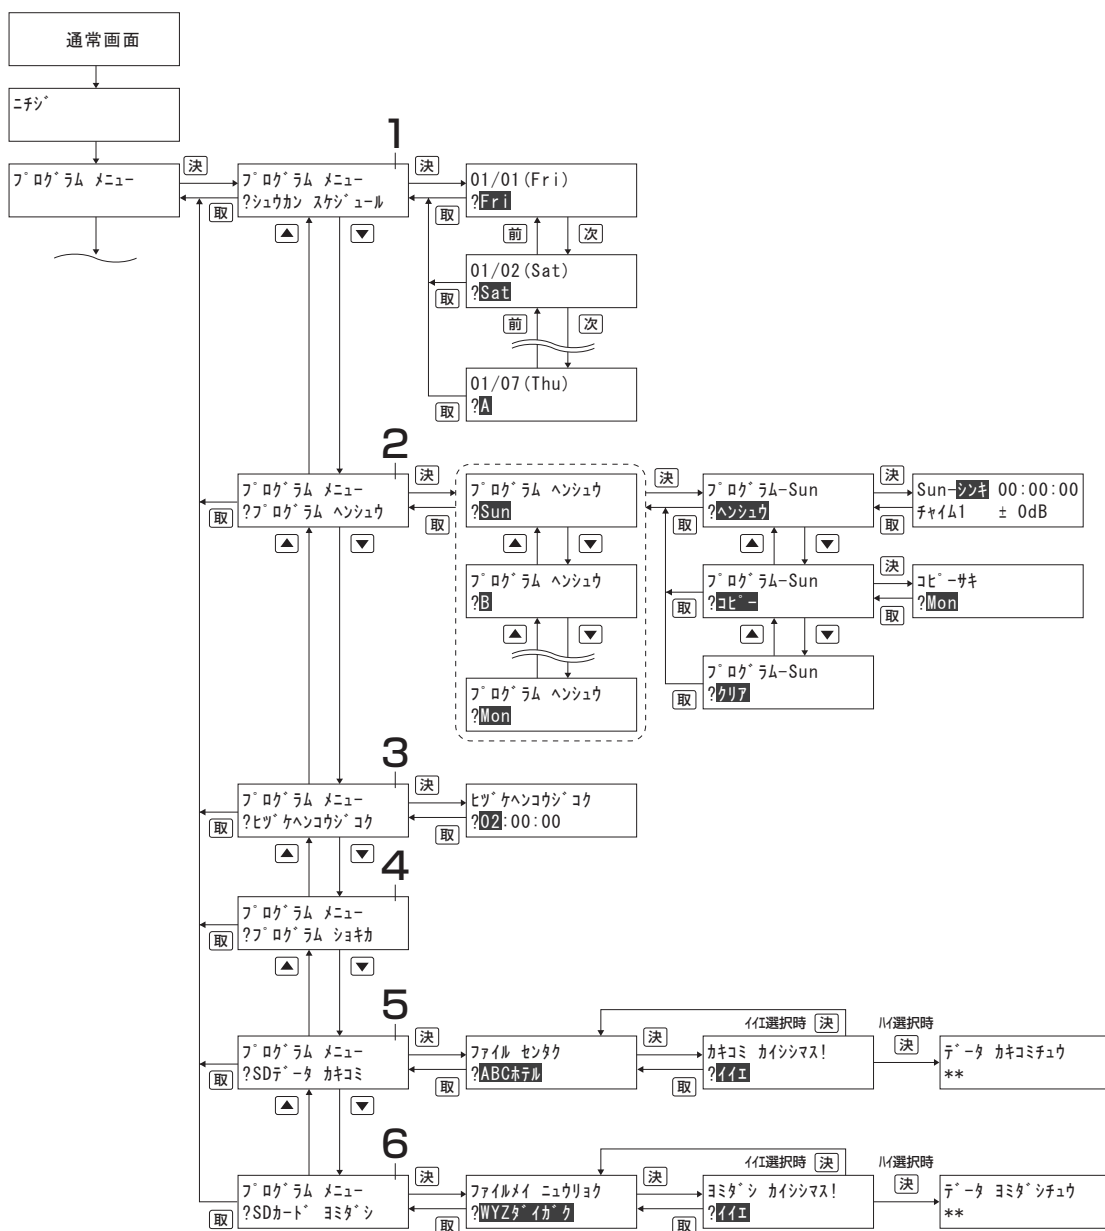 通常画面
ﾆﾁｼﾞ
ﾌﾟﾛｸﾞﾗﾑ ﾒﾆｭｰ
決
取
1
ﾌﾟﾛｸﾞﾗﾑ ﾒﾆｭｰ
?ｼｭｳｶﾝ ｽｹｼﾞｭｰﾙ
決
取
01/01(Fri)
?Fri
前
次
01/02(Sat)
?Sat
取
前
次
01/07(Thu)
?A
取
▲
▼
2
ﾌﾟﾛｸﾞﾗﾑ ﾒﾆｭｰ
?ﾌﾟﾛｸﾞﾗﾑ ﾍﾝｼｭｳ
取
決
取
ﾌﾟﾛｸﾞﾗﾑ ﾍﾝｼｭｳ
?Sun
▲
▼
ﾌﾟﾛｸﾞﾗﾑ ﾍﾝｼｭｳ
?B
▲
▼
ﾌﾟﾛｸﾞﾗﾑ ﾍﾝｼｭｳ
?Mon
決
取
ﾌﾟﾛｸﾞﾗﾑ-Sun
?ﾍﾝｼｭｳ
決
取
Sun-ｼﾝｷ 00:00:00
ﾁｬｲﾑ1 ± 0dB
▲
▼
ﾌﾟﾛｸﾞﾗﾑ-Sun
?ｺﾋﾟｰ
取
決
取
ｺﾋﾟｰｻｷ
?Mon
▲
▼
ﾌﾟﾛｸﾞﾗﾑ-Sun
?ｸﾘｱ
取
▲
▼
3
ﾌﾟﾛｸﾞﾗﾑ ﾒﾆｭｰ
?ﾋﾂﾞｹﾍﾝｺｳｼﾞｺｸ
取
決
取
ﾋﾂﾞｹﾍﾝｺｳｼﾞｺｸ
?02:00:00
▲
▼
4
ﾌﾟﾛｸﾞﾗﾑ ﾒﾆｭｰ
?ﾌﾟﾛｸﾞﾗﾑ ｼｮｷｶ
取
▲
▼
5
ﾌﾟﾛｸﾞﾗﾑ ﾒﾆｭｰ
?SDﾃﾞｰﾀ ｶｷｺﾐ
取
決
取
ﾌｧｲﾙ ｾﾝﾀｸ
?ABCﾎﾃﾙ
決
取
ｲｲｴ選択時 決
ｶｷｺﾐ ｶｲｼｼﾏｽ!
?ｲｲｴ
ﾊｲ選択時
決
ﾃﾞｰﾀ ｶｷｺﾐﾁｭｳ
**
▲
▼
6
ﾌﾟﾛｸﾞﾗﾑ ﾒﾆｭｰ
?SDｶｰﾄﾞ ﾖﾐﾀﾞｼ
取
決
取
ﾌｧｲﾙﾒｲ ﾆｭｳﾘｮｸ
?WYZﾀﾞｲｶﾞｸ
決
取
ｲｲｴ選択時 決
ﾖﾐﾀﾞｼ ｶｲｼｼﾏｽ!
?ｲｲｴ
ﾊｲ選択時
決
ﾃﾞｰﾀ ﾖﾐﾀﾞｼﾁｭｳ
**